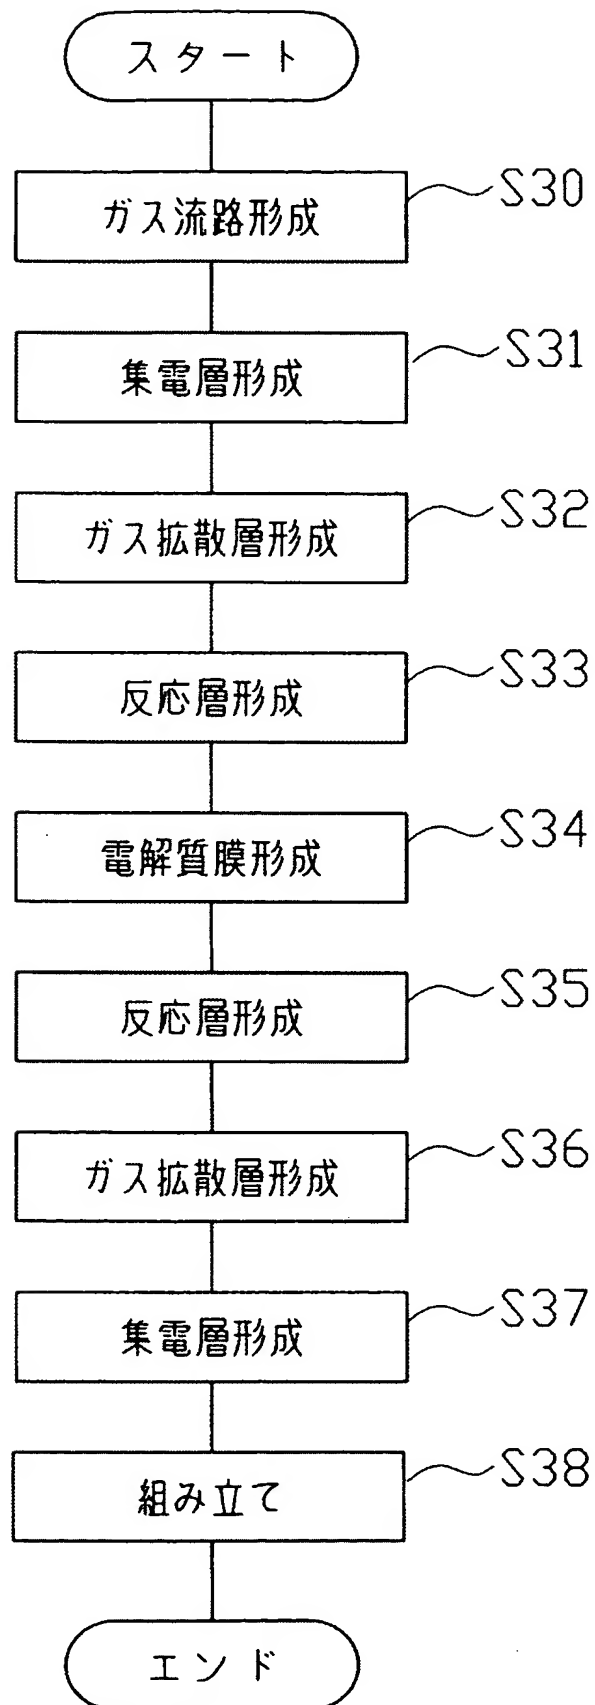 スタート
ガス流路形成 S30
集電層形成 S31
ガス拡散層形成 S32
反応層形成 S33
電解質膜形成 S34
反応層形成 S35
ガス拡散層形成 S36
集電層形成 S37
組み立て S38
エンド